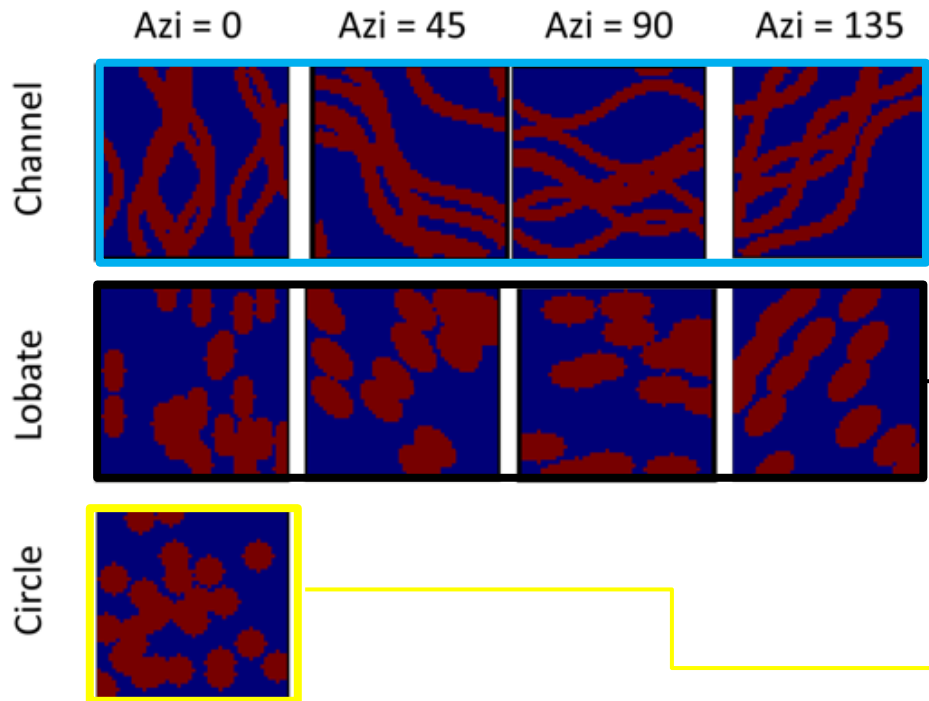 Azi = 0 Azi = 45 Azi = 90 Azi = 135
Channel
Lobate
Circle